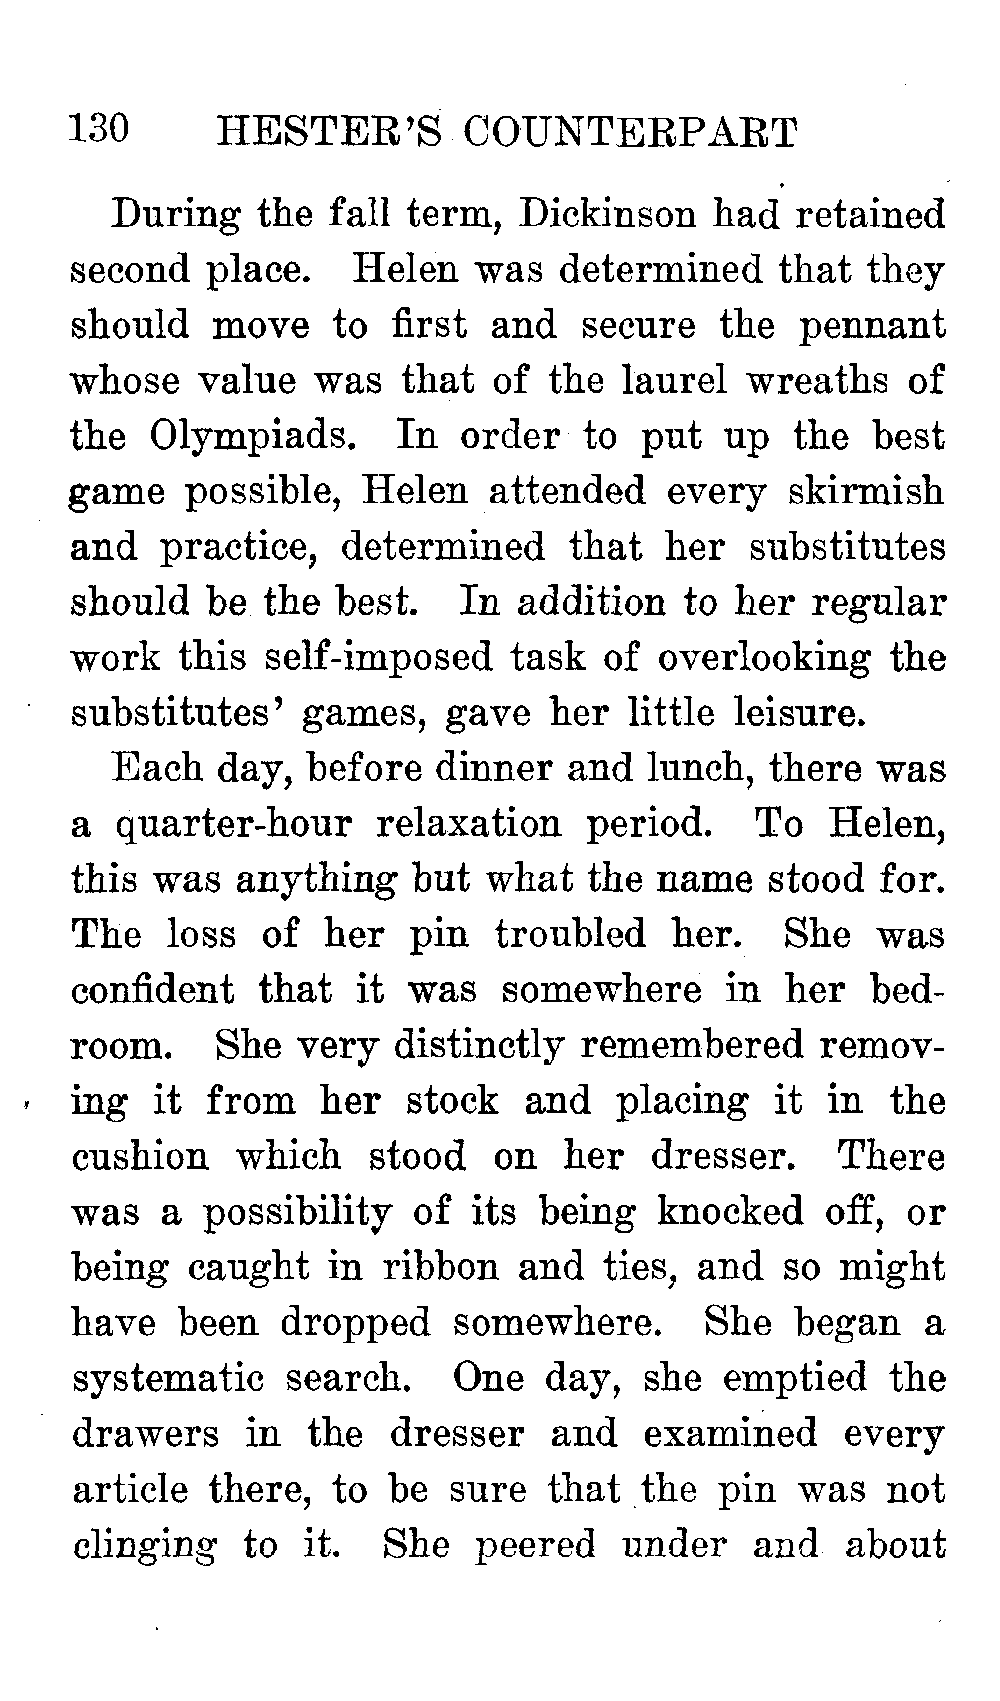 130 HESTER'S COUNTERPART
During the fall term, Dickinson had retained
second place. Helen was determined that they
should move to first and secure the pennant
whose value was that of the laurel wreaths of
the Olympiads. In order to put up the best
game possible, Helen attended every skirmish
and practice, determined that her substitutes
should be the best. In addition to her regular
work this self-imposed task of overlooking the
substitutes' games, gave her little leisure.
Each day, before dinner and lunch, there was
a quarter-hour relaxation period. To Helen,
this was anything but what the name stood for.
The loss of her pin troubled her. She was
confident that it was somewhere in her bed-
room. She very distinctly remembered remov-
ing it from her stock and placing it in the
cushion which stood on her dresser. There
was a possibility of its being knocked off, or
being caught in ribbon and ties, and so might
have been dropped somewhere. She began a
systematic search. One day, she emptied the
drawers in the dresser and examined every
article there, to be sure that the pin was not
clinging to it. She peered under and about